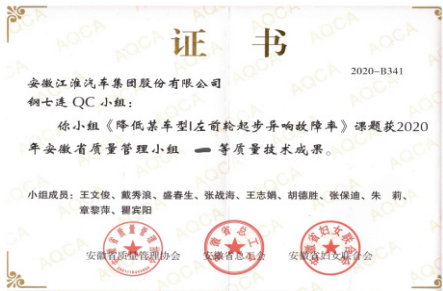 证 书
2020-B341
安徽江淮汽车集团股份有限公司
钢七连 QC 小组：
你小组《降低某车型I左前轮起步异响故障率》课题获2020
年安徽省质量管理小组 一 等质量技术成果。
小组成员：王文俊、戴秀浪、盛春生、张战海、王志娟、胡德胜、张保迪、朱　莉、
章黎萍、瞿宾阳
安徽省质量管理协会 安徽省总工会 安徽省妇女联合会